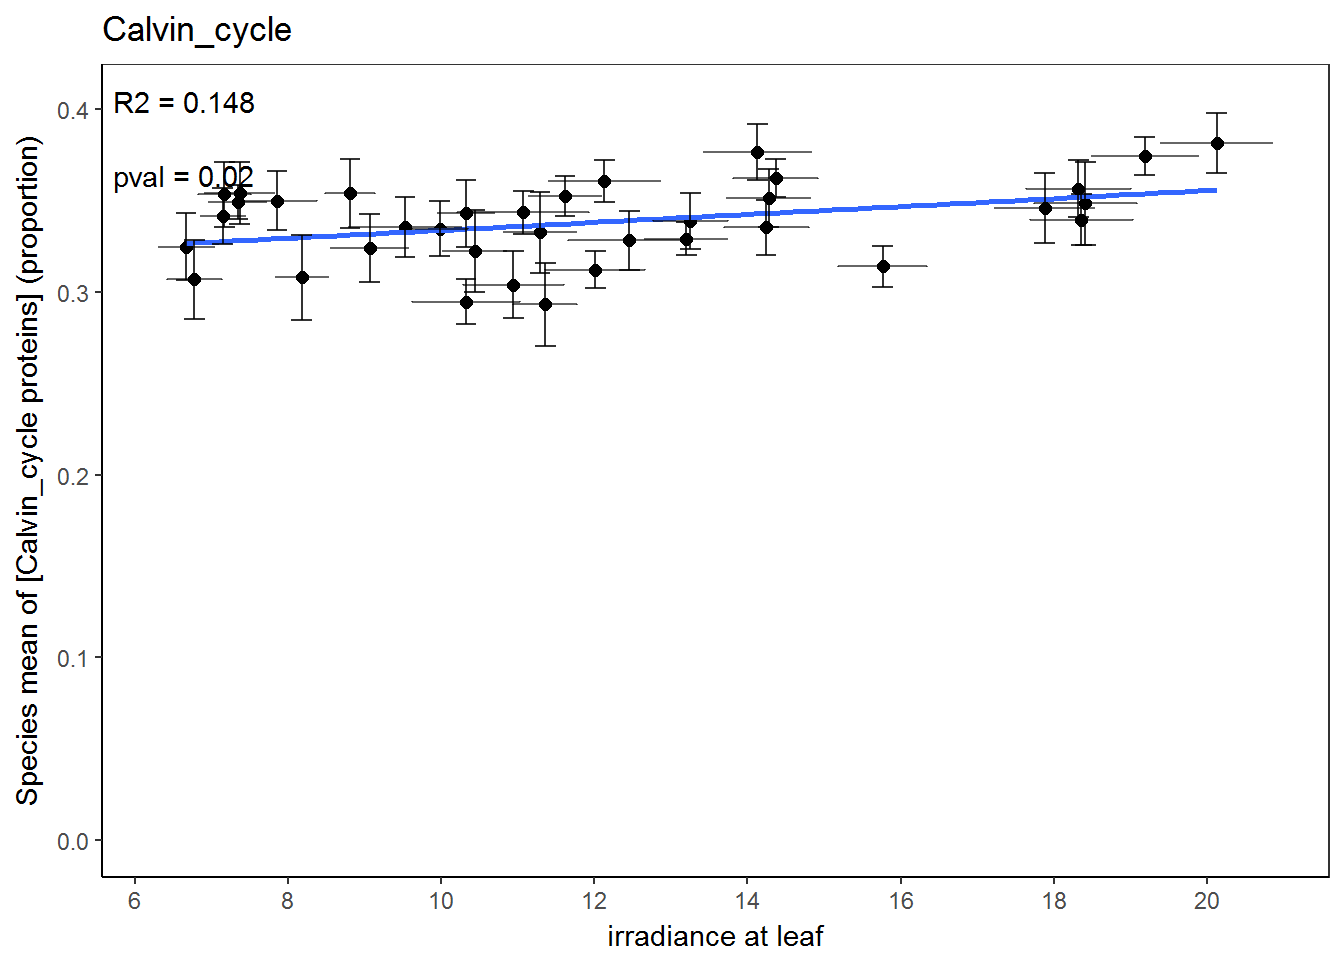 Calvin_cycle
R2 = 0.148
pval = 0.02
Species mean of [Calvin_cycle proteins] (proportion)
0.4
0.3
0.2
0.1
0.0
6 8 10 12 14 16 18 20
irradiance at leaf